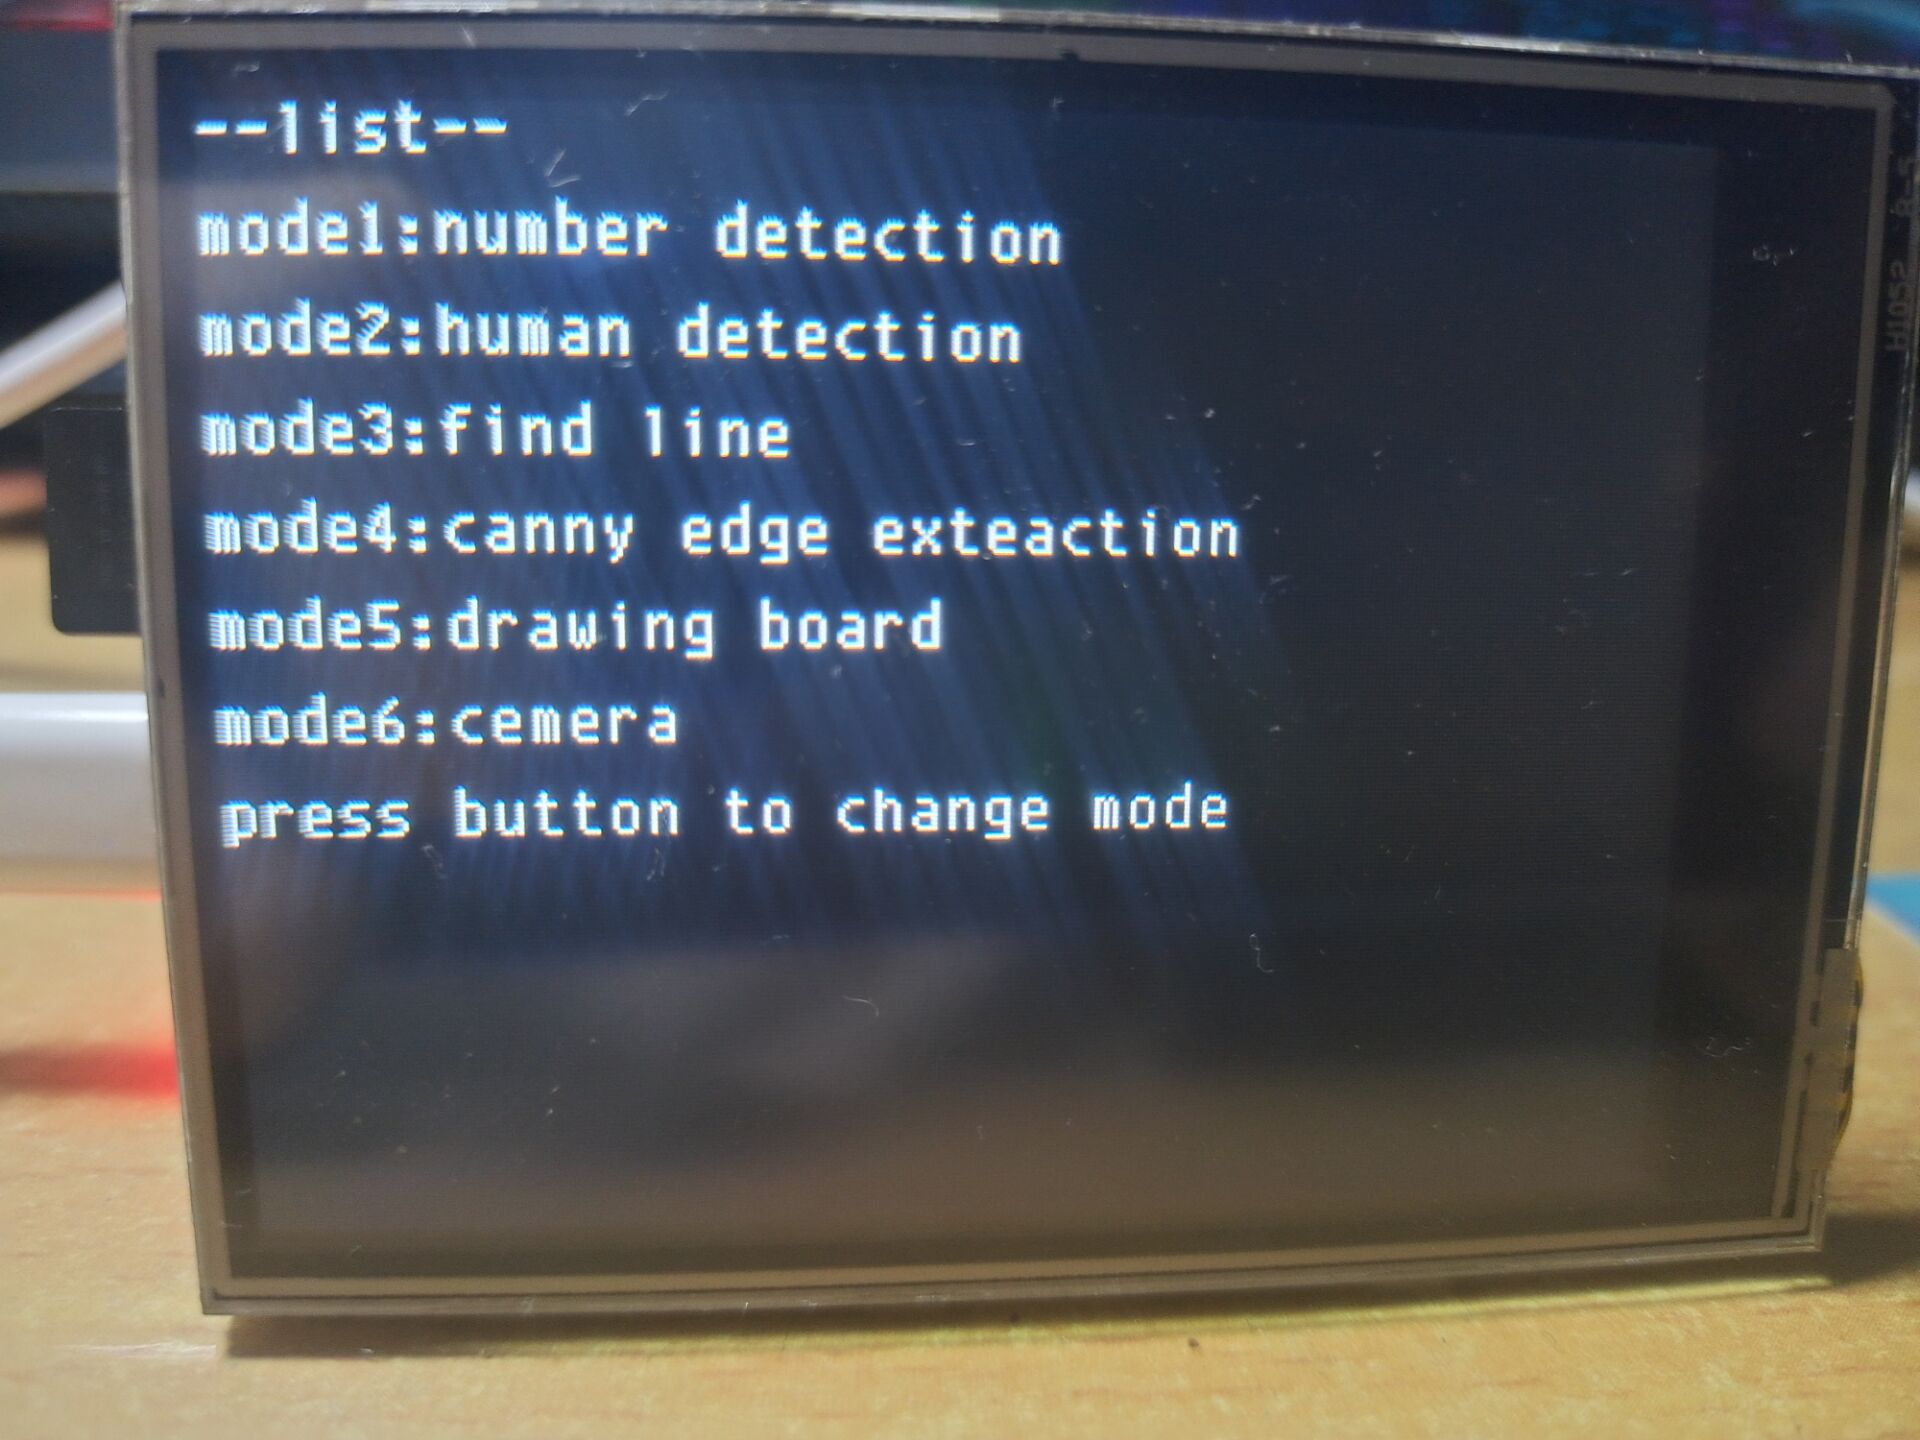 --list--
mode1:number detection
mode2:human detection
mode3:find line
mode4:canny edge exteaction
mode5:drawing board
mode6:cemera
press button to change mode